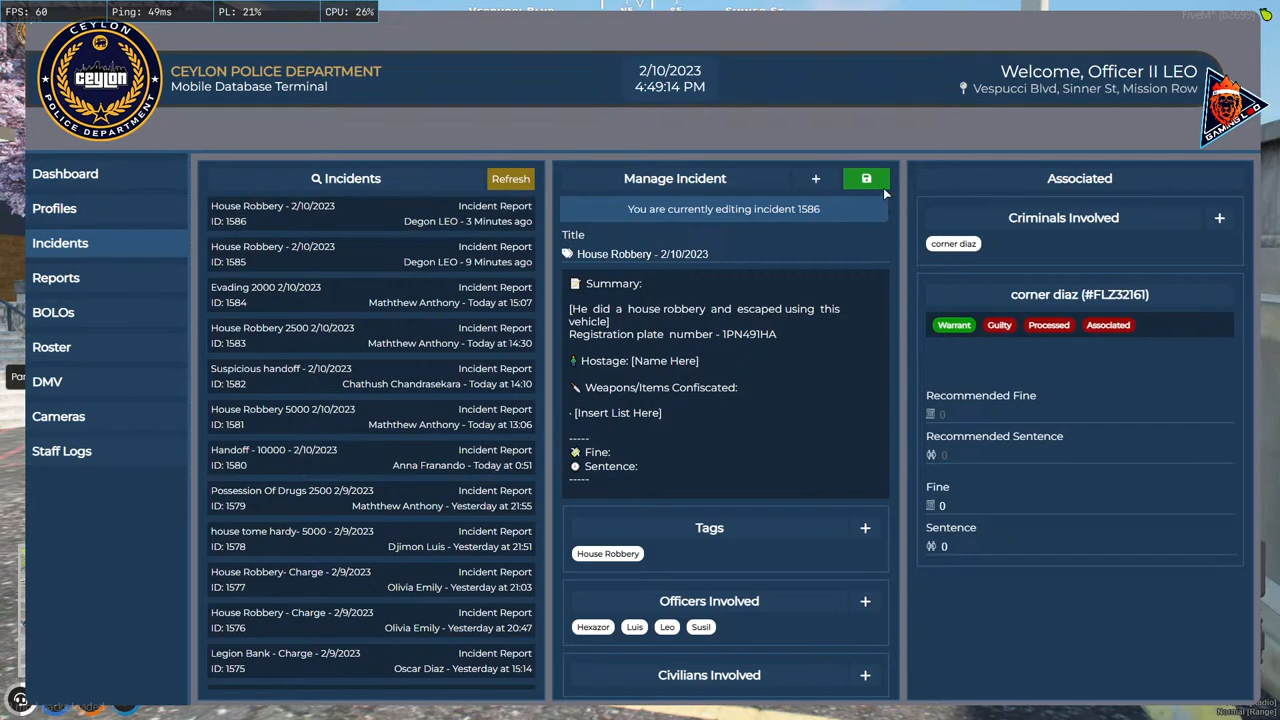 FPS: 60 Ping: 49ms PL: 21% CPU: 26%
FiveM* (b2699)
CEYLON
POLICE DEPARTMENT
ceylon
CEYLON POLICE DEPARTMENT
Mobile Database Terminal
2/10/2023
4:49:14 PM
Welcome, Officer II LEO
Vespucci Blvd, Sinner St, Mission Row
Dashboard
Profiles
Incidents
Reports
BOLOs
Roster
DMV
Cameras
Staff Logs
Incidents
Refresh
House Robbery - 2/10/2023 Incident Report
ID: 1586 Degon LEO - 3 Minutes ago
House Robbery - 2/10/2023 Incident Report
ID: 1585 Degon LEO - 9 Minutes ago
Evading 2000 2/10/2023 Incident Report
ID: 1584 Maththew Anthony - Today at 15:07
House Robbery 2500 2/10/2023 Incident Report
ID: 1583 Maththew Anthony - Today at 14:30
Suspicious handoff - 2/10/2023 Incident Report
ID: 1582 Chathush Chandrasekara - Today at 14:10
House Robbery 5000 2/10/2023 Incident Report
ID: 1581 Maththew Anthony - Today at 13:06
Handoff - 10000 - 2/10/2023 Incident Report
ID: 1580 Anna Franando - Today at 0:51
Possession Of Drugs 2500 2/9/2023 Incident Report
ID: 1579 Maththew Anthony - Yesterday at 21:55
house tome hardy- 5000 - 2/9/2023 Incident Report
ID: 1578 Djimon Luis - Yesterday at 21:51
House Robbery- Charge - 2/9/2023 Incident Report
ID: 1577 Olivia Emily - Yesterday at 21:03
House Robbery - Charge - 2/9/2023 Incident Report
ID: 1576 Olivia Emily - Yesterday at 20:47
Legion Bank - Charge - 2/9/2023 Incident Report
ID: 1575 Oscar Diaz - Yesterday at 15:14
Manage Incident +
You are currently editing incident 1586
Title
House Robbery - 2/10/2023
📝 Summary:
[He did a house robbery and escaped using this
vehicle]
Registration plate number - 1PN491HA
🧍 Hostage: [Name Here]
🔪 Weapons/Items Confiscated:
· [Insert List Here]
-----
💸 Fine:
🕐 Sentence:
-----
Tags +
House Robbery
Officers Involved +
Hexazor Luis Leo Susil
Civilians Involved +
Associated
Criminals Involved +
corner diaz
corner diaz (#FLZ32161)
Warrant Guilty Processed Associated
Recommended Fine
0
Recommended Sentence
0
Fine
0
Sentence
0
Normal [Range]